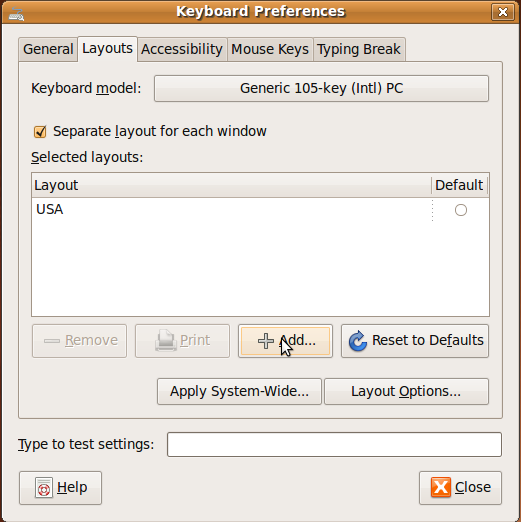 Keyboard Preferences
General Layouts Accessibility Mouse Keys Typing Break
Keyboard model: Generic 105-key (Intl) PC
Separate layout for each window
Selected layouts:
Layout Default
USA
Remove Print Add... Reset to Defaults
Apply System-Wide... Layout Options...
Type to test settings:
Help Close